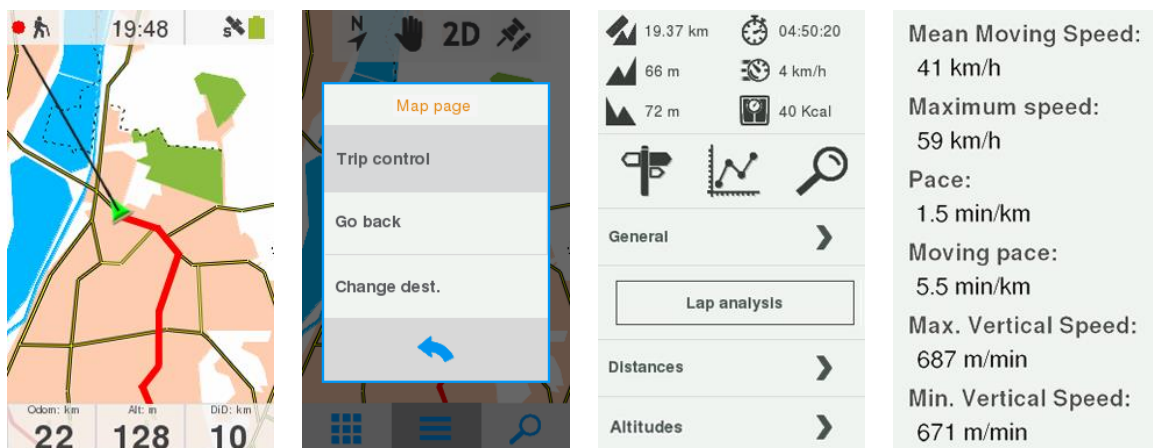 19:48
S
Odom: km
Alt: m
DiD: km
22
128
10
N
2D
Map page
Trip control
Go back
Change dest.
19.37 km
04:50:20
66 m
4 km/h
72 m
40 Kcal
General
Lap analysis
Distances
Altitudes
Mean Moving Speed:
41 km/h
Maximum speed:
59 km/h
Pace:
1.5 min/km
Moving pace:
5.5 min/km
Max. Vertical Speed:
687 m/min
Min. Vertical Speed:
671 m/min